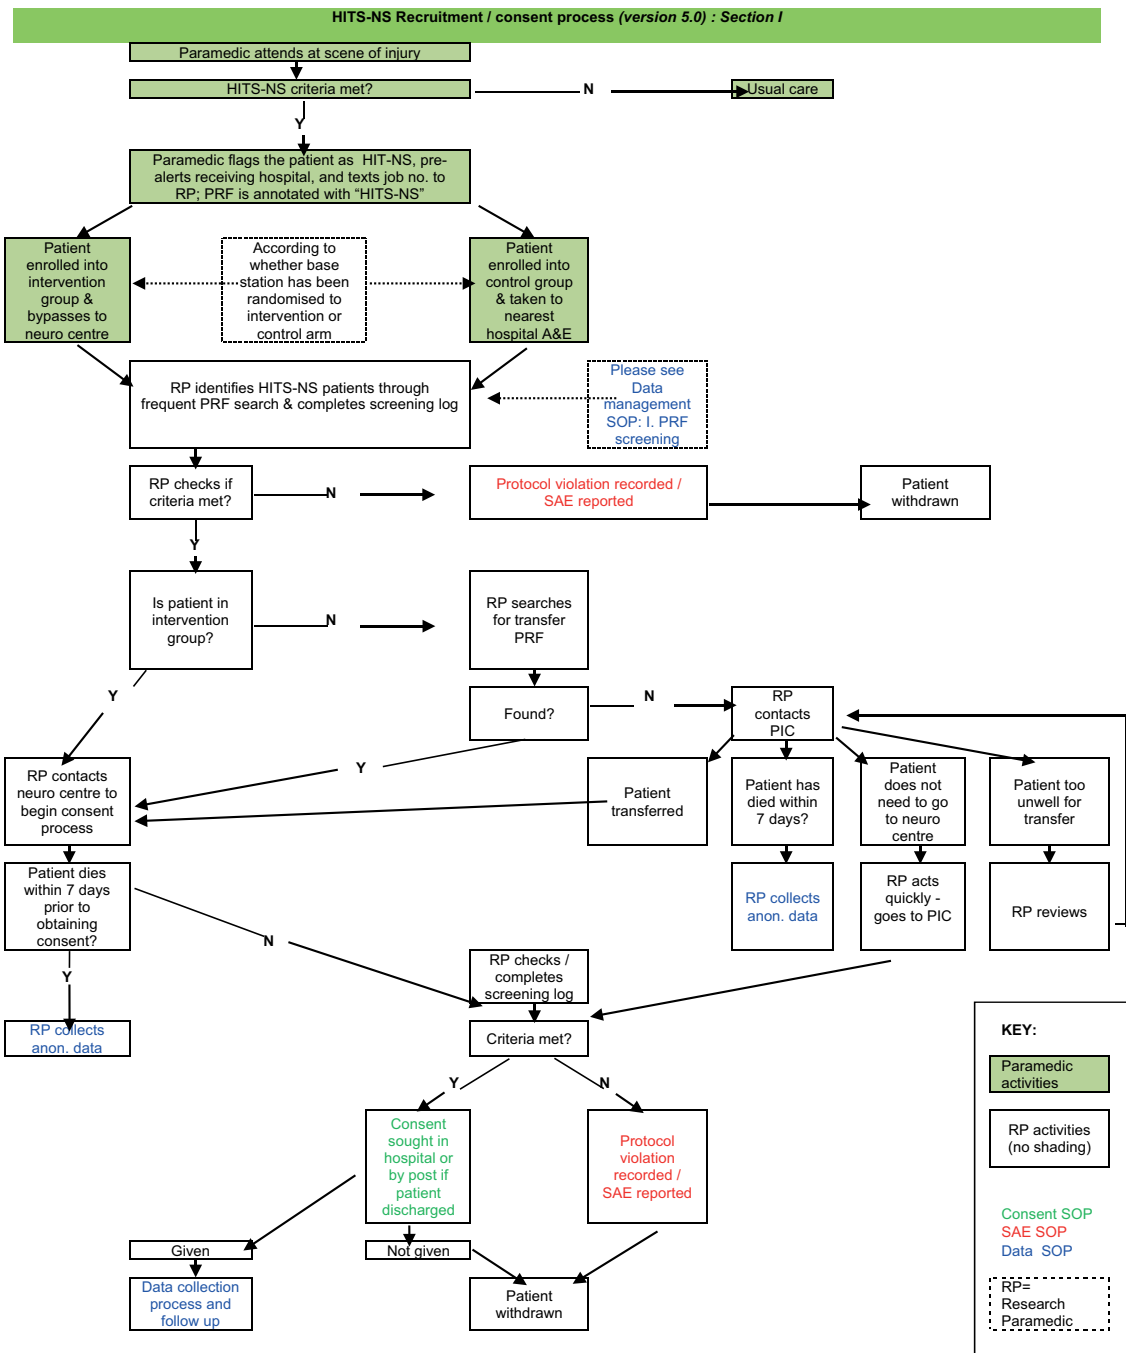 HITS-NS Recruitment / consent process (version 5.0) : Section I
Paramedic attends at scene of injury
HITS-NS criteria met?
N
Usual care
Y
Paramedic flags the patient as HIT-NS, pre-
alerts receiving hospital, and texts job no. to
RP; PRF is annotated with “HITS-NS”
Patient
enrolled into
intervention
group &
bypasses to
neuro centre
According to
whether base
station has been
randomised to
intervention or
control arm
Patient
enrolled into
control group
& taken to
nearest
hospital A&E
RP identifies HITS-NS patients through
frequent PRF search & completes screening log
Please see
Data
management
SOP: I. PRF
screening
RP checks if
criteria met?
N
Protocol violation recorded /
SAE reported
Patient
withdrawn
Y
Is patient in
intervention
group?
N
RP searches
for transfer
PRF
Y
Found?
N
RP
contacts
PIC
Y
RP contacts
neuro centre to
begin consent
process
Patient
transferred
Patient has
died within
7 days?
Patient
does not
need to go
to neuro
centre
Patient too
unwell for
transfer
Patient dies
within 7 days
prior to
obtaining
consent?
RP collects
anon. data
RP acts
quickly -
goes to PIC
RP reviews
N
Y
RP checks /
completes
screening log
RP collects
anon. data
Criteria met?
Y
N
Consent
sought in
hospital or
by post if
patient
discharged
Protocol
violation
recorded /
SAE reported
Given
Not given
Data collection
process and
follow up
Patient
withdrawn
KEY:
Paramedic
activities
RP activities
(no shading)
Consent SOP
SAE SOP
Data SOP
RP=
Research
Paramedic